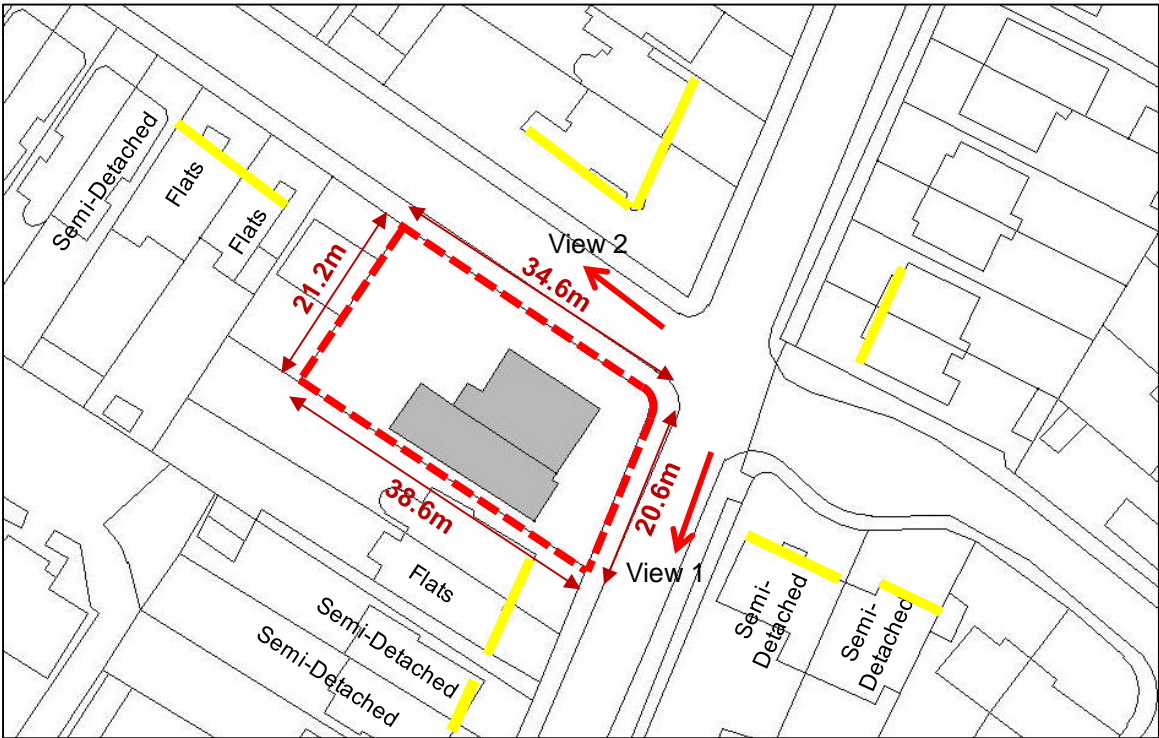 Semi-Detached
Flats
Flats
View 2
21.2m
34.6m
38.6m
20.6m
View 1
Flats
Semi-Detached
Semi-Detached
Semi-
Detached
Semi-
Detached